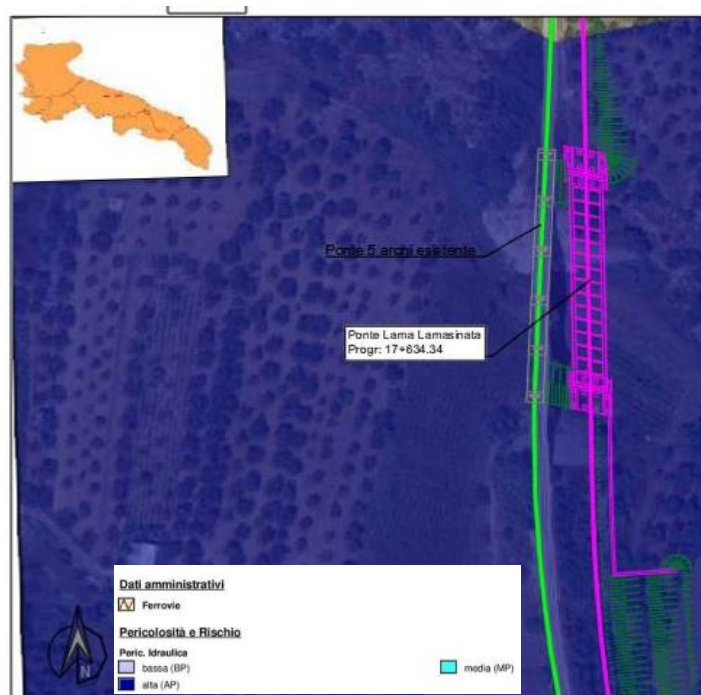 Ponte 5 archi esistente
Ponte Lama Lamasinata
Progr: 17+634.34
Dati amministrativi
Ferrovie
Pericolosità e Rischio
Peric. Idraulica
bassa (BP)
media (MP)
alta (AP)
N